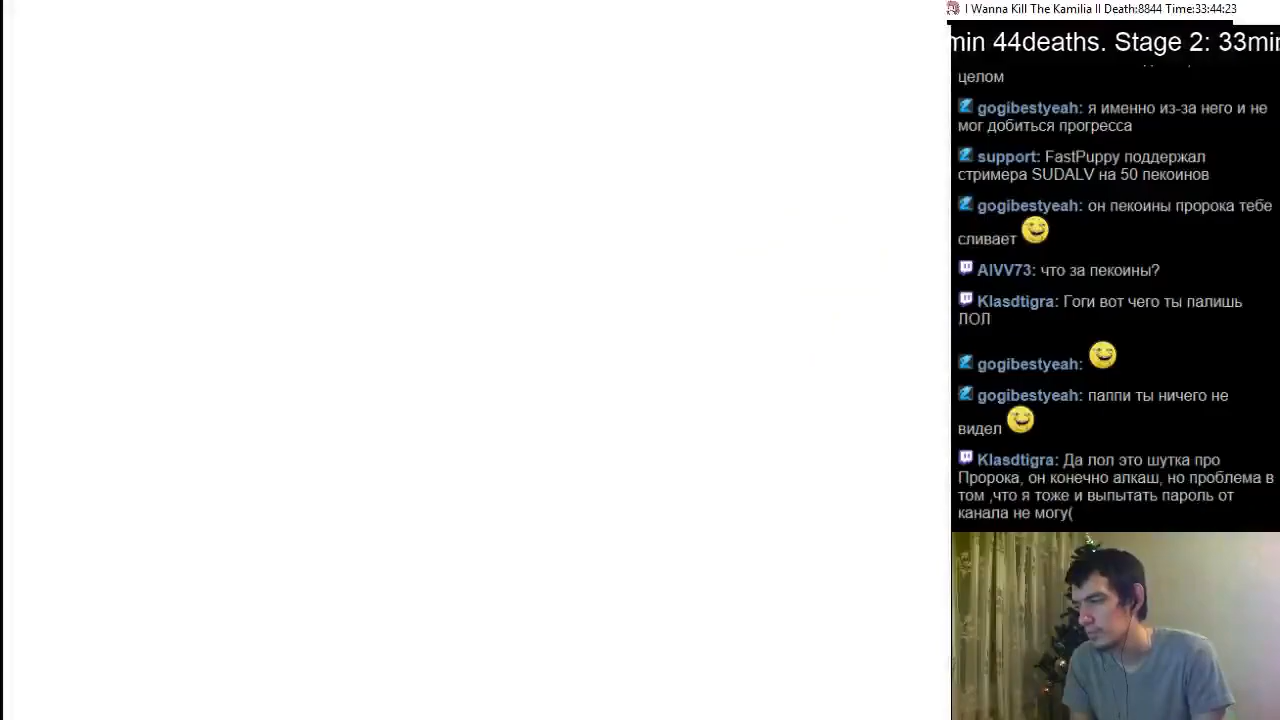 I Wanna Kill The Kamilia II Death:8844 Time:33:44:23
min 44deaths. Stage 2: 33min
целом
gogibestyeah: я именно из-за него и не
мог добиться прогресса
support: FastPuppy поддержал
стримера SUDALV на 50 пекоинов
gogibestyeah: он пекоины пророка тебе
сливает
AIVV73: что за пекоины?
Klasdtigra: Гоги вот чего ты палишь
ЛОЛ
gogibestyeah:
gogibestyeah: паппи ты ничего не
видел
Klasdtigra: Да лол это шутка про
Пророка, он конечно алкаш, но проблема в
том ,что я тоже и выпытать пароль от
канала не могу(